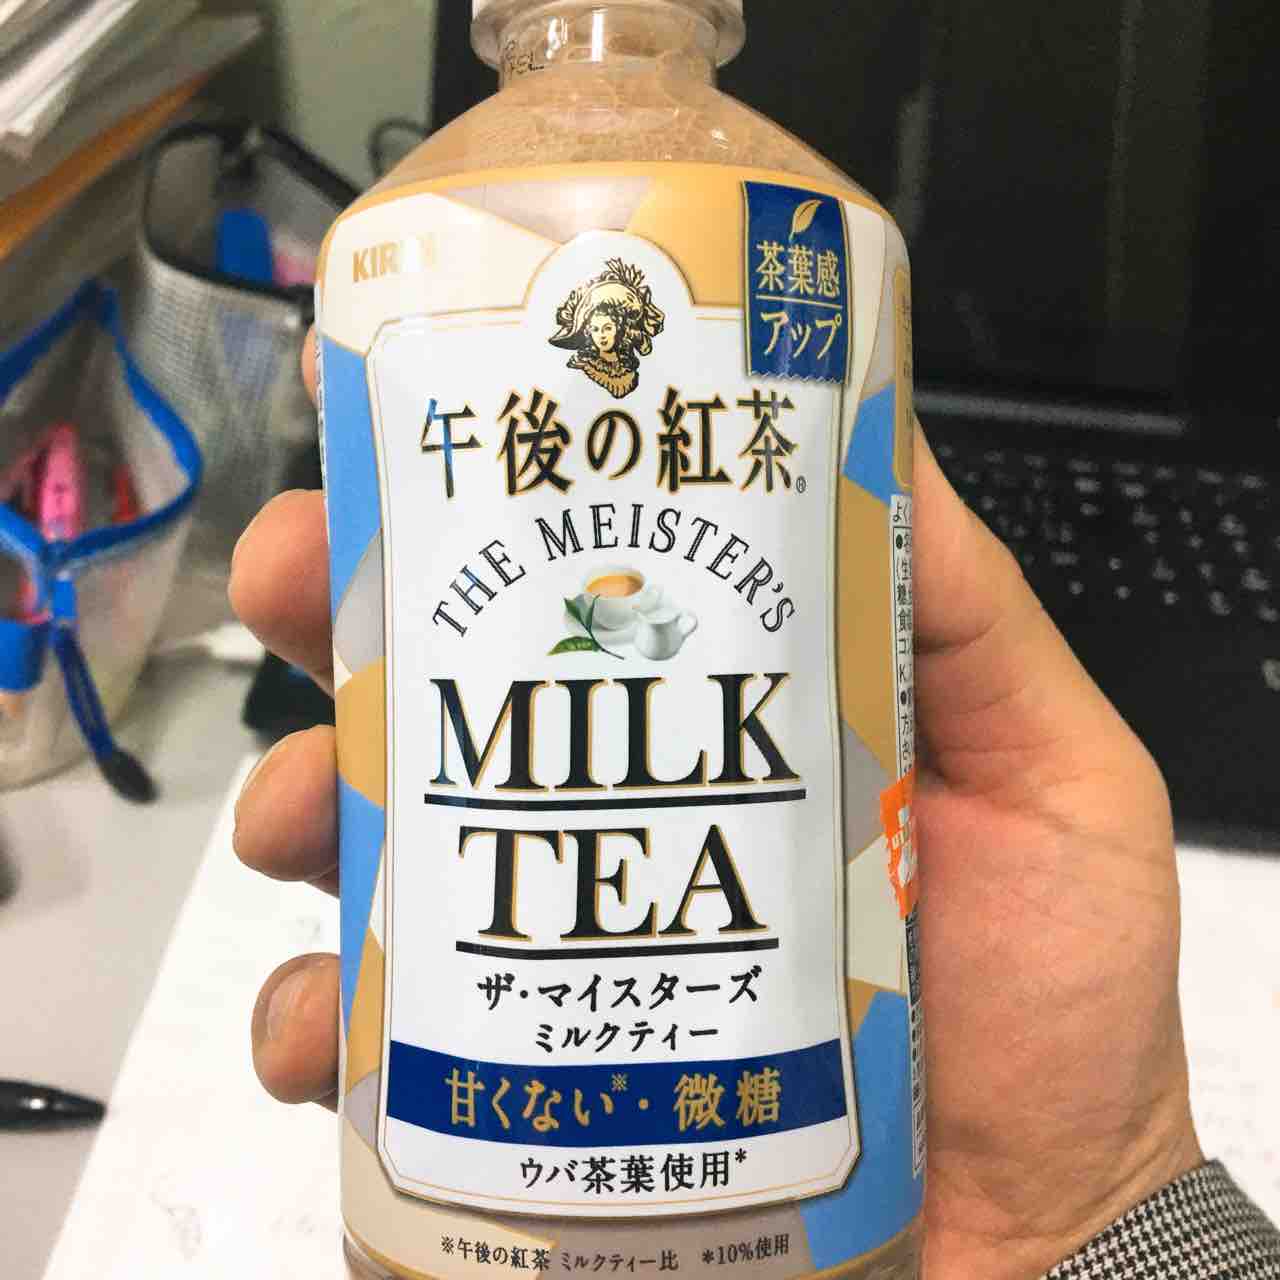 KIRIN
茶葉感
アップ
午後の紅茶®
THE MEISTER'S
MILK
TEA
ザ・マイスターズ
ミルクティー
甘くない※・微糖
ウバ茶葉使用*
※午後の紅茶 ミルクティー比 *10%使用